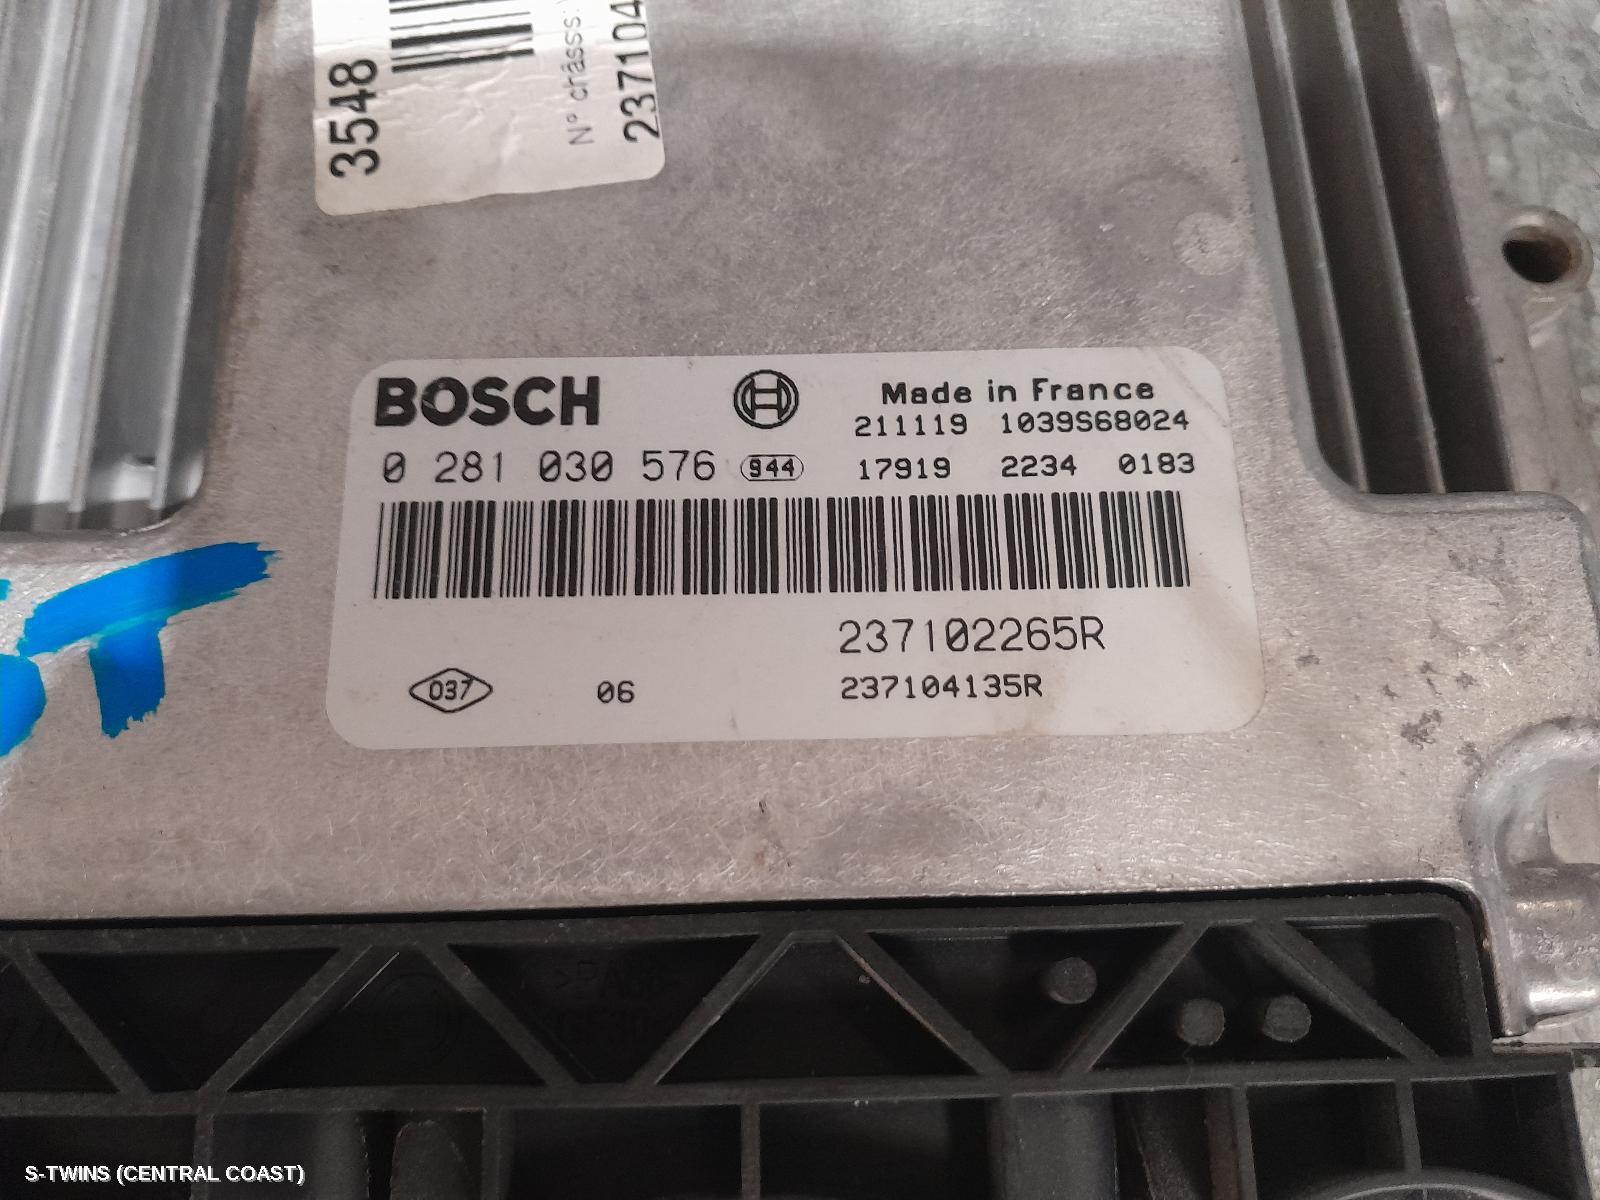 3548
N° châsss:
237104
BOSCH
Made in France
211119 1039S68024
0 281 030 576 944 17919 2234 0183
237102265R
037 06 237104135R
S-TWINS (CENTRAL COAST)